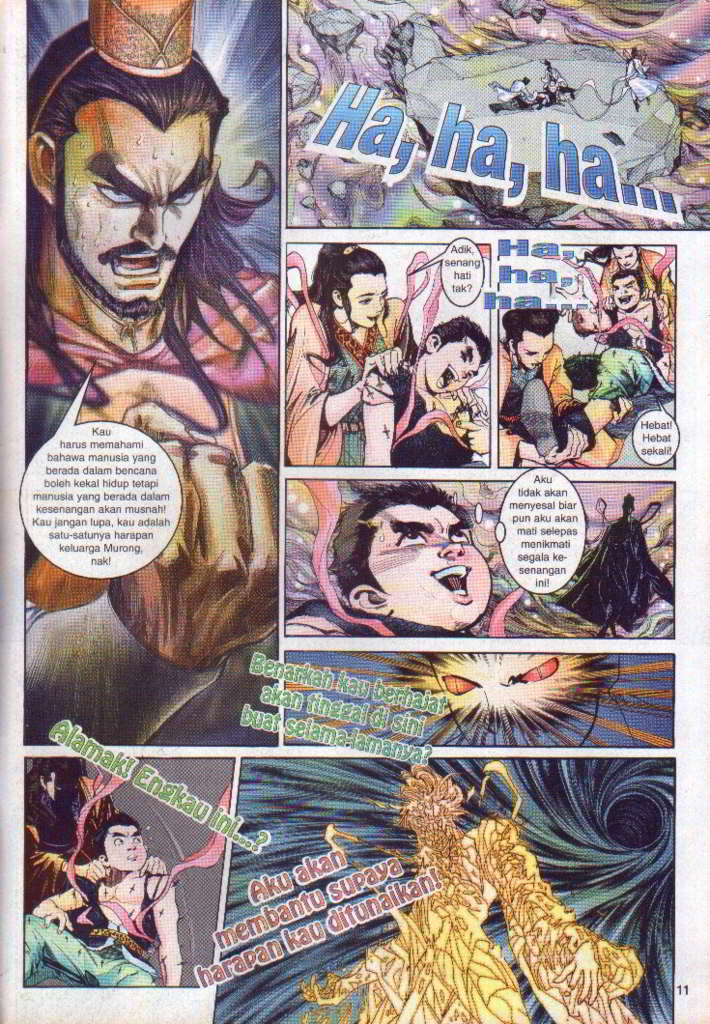 Kau
harus memahami
bahawa manusia yang
berada dalam bencana
boleh kekal hidup tetapi
manusia yang berada dalam
kesenangan akan musnah!
Kau jangan lupa, kau adalah
satu-satunya harapan
keluarga Murong,
nak!
Ha, ha, ha...
Adik,
senang
hati
tak?
Ha,
ha,
ha...
Hebat!
Hebat
sekali!
Aku
tidak akan
menyesal biar
pun aku akan
mati selepas
menikmati
segala ke-
senangan
ini!
Benarkah kau berhajat
akan tinggal di sini
buat selama-lamanya?
Alamak! Engkau ini...?
Aku akan
membantu supaya
harapan kau ditunaikan!
11